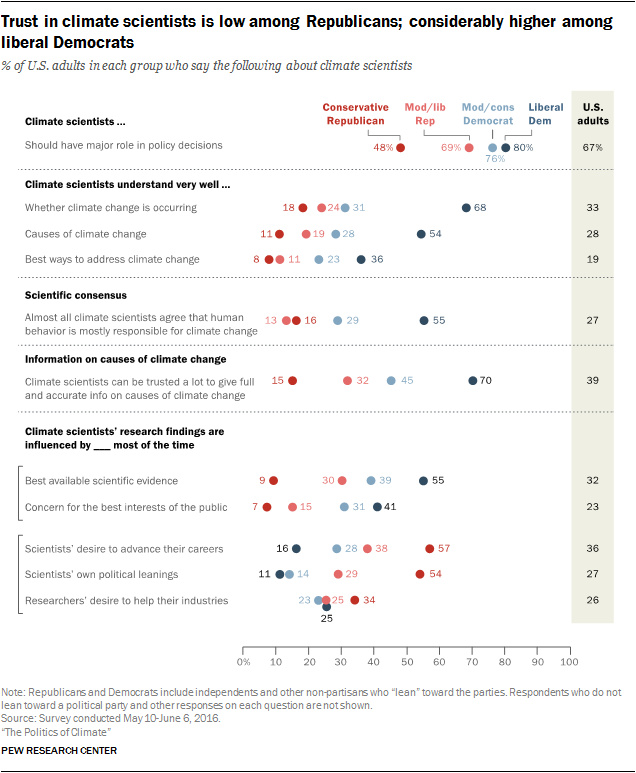 Trust in climate scientists is low among Republicans; considerably higher among
liberal Democrats
% of U.S. adults in each group who say the following about climate scientists
Climate scientists ...
Conservative Republican
Mod/lib Rep
Mod/cons Democrat
Liberal Dem
U.S. adults
Should have major role in policy decisions 48% 69% 76% 80% 67%
Climate scientists understand very well ...
Whether climate change is occurring 18 24 31 68 33
Causes of climate change 11 19 28 54 28
Best ways to address climate change 8 11 23 36 19
Scientific consensus
Almost all climate scientists agree that human
behavior is mostly responsible for climate change 13 16 29 55 27
Information on causes of climate change
Climate scientists can be trusted a lot to give full
and accurate info on causes of climate change 15 32 45 70 39
Climate scientists' research findings are
influenced by ___ most of the time
Best available scientific evidence 9 30 39 55 32
Concern for the best interests of the public 7 15 31 41 23
Scientists' desire to advance their careers 16 28 38 57 36
Scientists' own political leanings 11 14 29 54 27
Researchers' desire to help their industries 23 25 34 26
25
0% 10 20 30 40 50 60 70 80 90 100
Note: Republicans and Democrats include independents and other non-partisans who “lean” toward the parties. Respondents who do not
lean toward a political party and other responses on each question are not shown.
Source: Survey conducted May 10-June 6, 2016.
“The Politics of Climate”
PEW RESEARCH CENTER